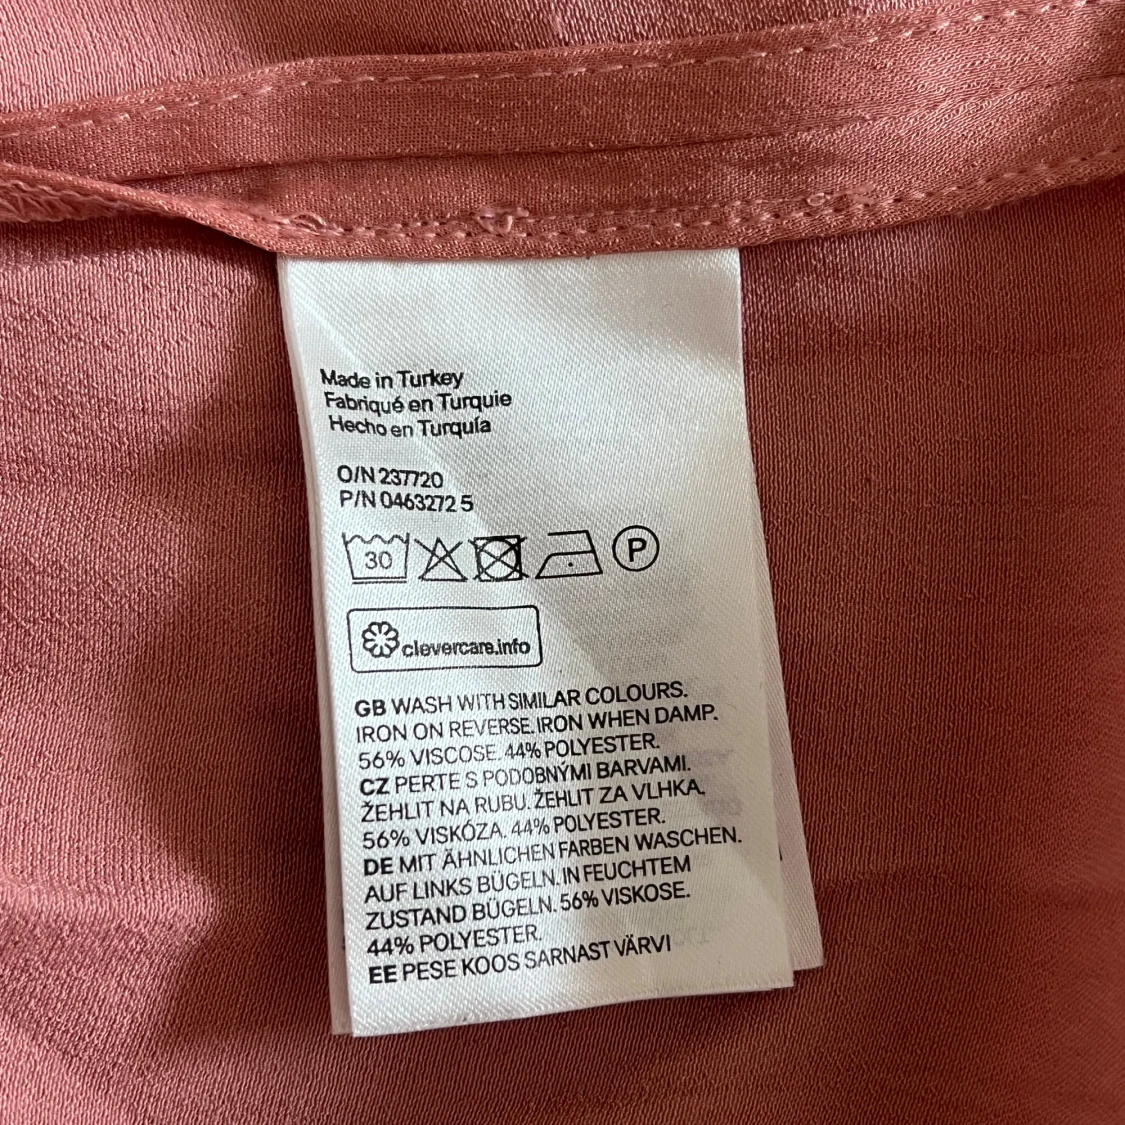 Made in Turkey
Fabriqué en Turquie
Hecho en Turquía
O/N 237720
P/N 0463272 5
30
P
clevercare.info
GB WASH WITH SIMILAR COLOURS.
IRON ON REVERSE. IRON WHEN DAMP.
56% VISCOSE. 44% POLYESTER.
CZ PERTE S PODOBNÝMI BARVAMI.
ŽEHLIT NA RUBU. ŽEHLIT ZA VLHKA.
56% VISKÓZA. 44% POLYESTER.
DE MIT ÄHNLICHEN FARBEN WASCHEN.
AUF LINKS BÜGELN. IN FEUCHTEM
ZUSTAND BÜGELN. 56% VISKOSE.
44% POLYESTER.
EE PESE KOOS SARNAST VÄRVI